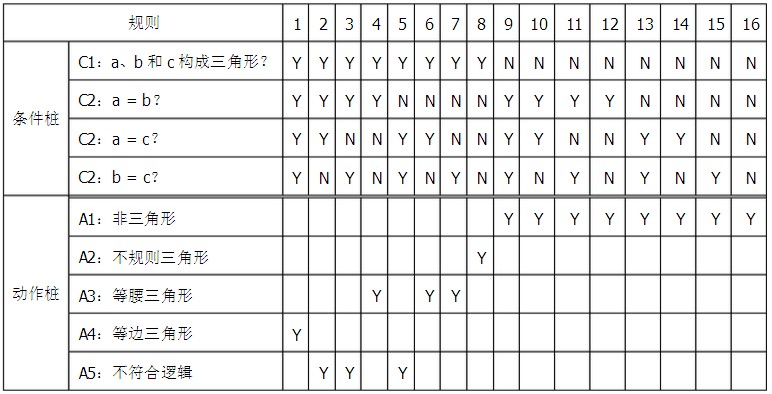 规则 1 2 3 4 5 6 7 8 9 10 11 12 13 14 15 16
条件桩
C1：a、b 和 c 构成三角形？ Y Y Y Y Y Y Y Y N N N N N N N N
C2：a = b？ Y Y Y Y N N N N Y Y Y Y N N N N
C2：a = c？ Y Y N N Y Y N N Y Y N N Y Y N N
C2：b = c？ Y N Y N Y N Y N Y N Y N Y N Y N
动作桩
A1：非三角形 Y Y Y Y Y Y Y Y
A2：不规则三角形 Y
A3：等腰三角形 Y Y Y
A4：等边三角形 Y
A5：不符合逻辑 Y Y Y